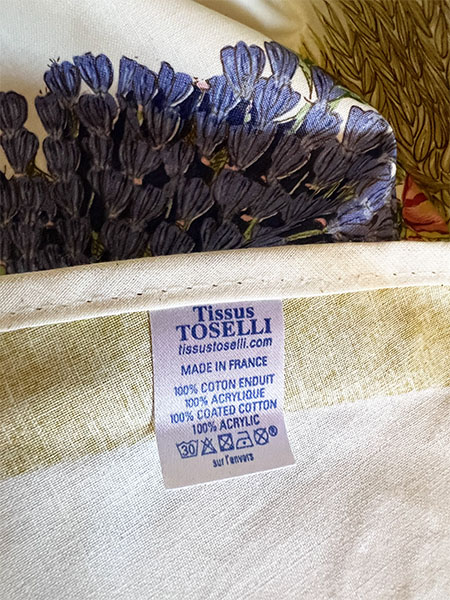 Tissus
TOSELLI
tissustoselli.com
MADE IN FRANCE
100% COTON ENDUIT
100% ACRYLIQUE
100% COATED COTTON
100% ACRYLIC
30
sur l'envers